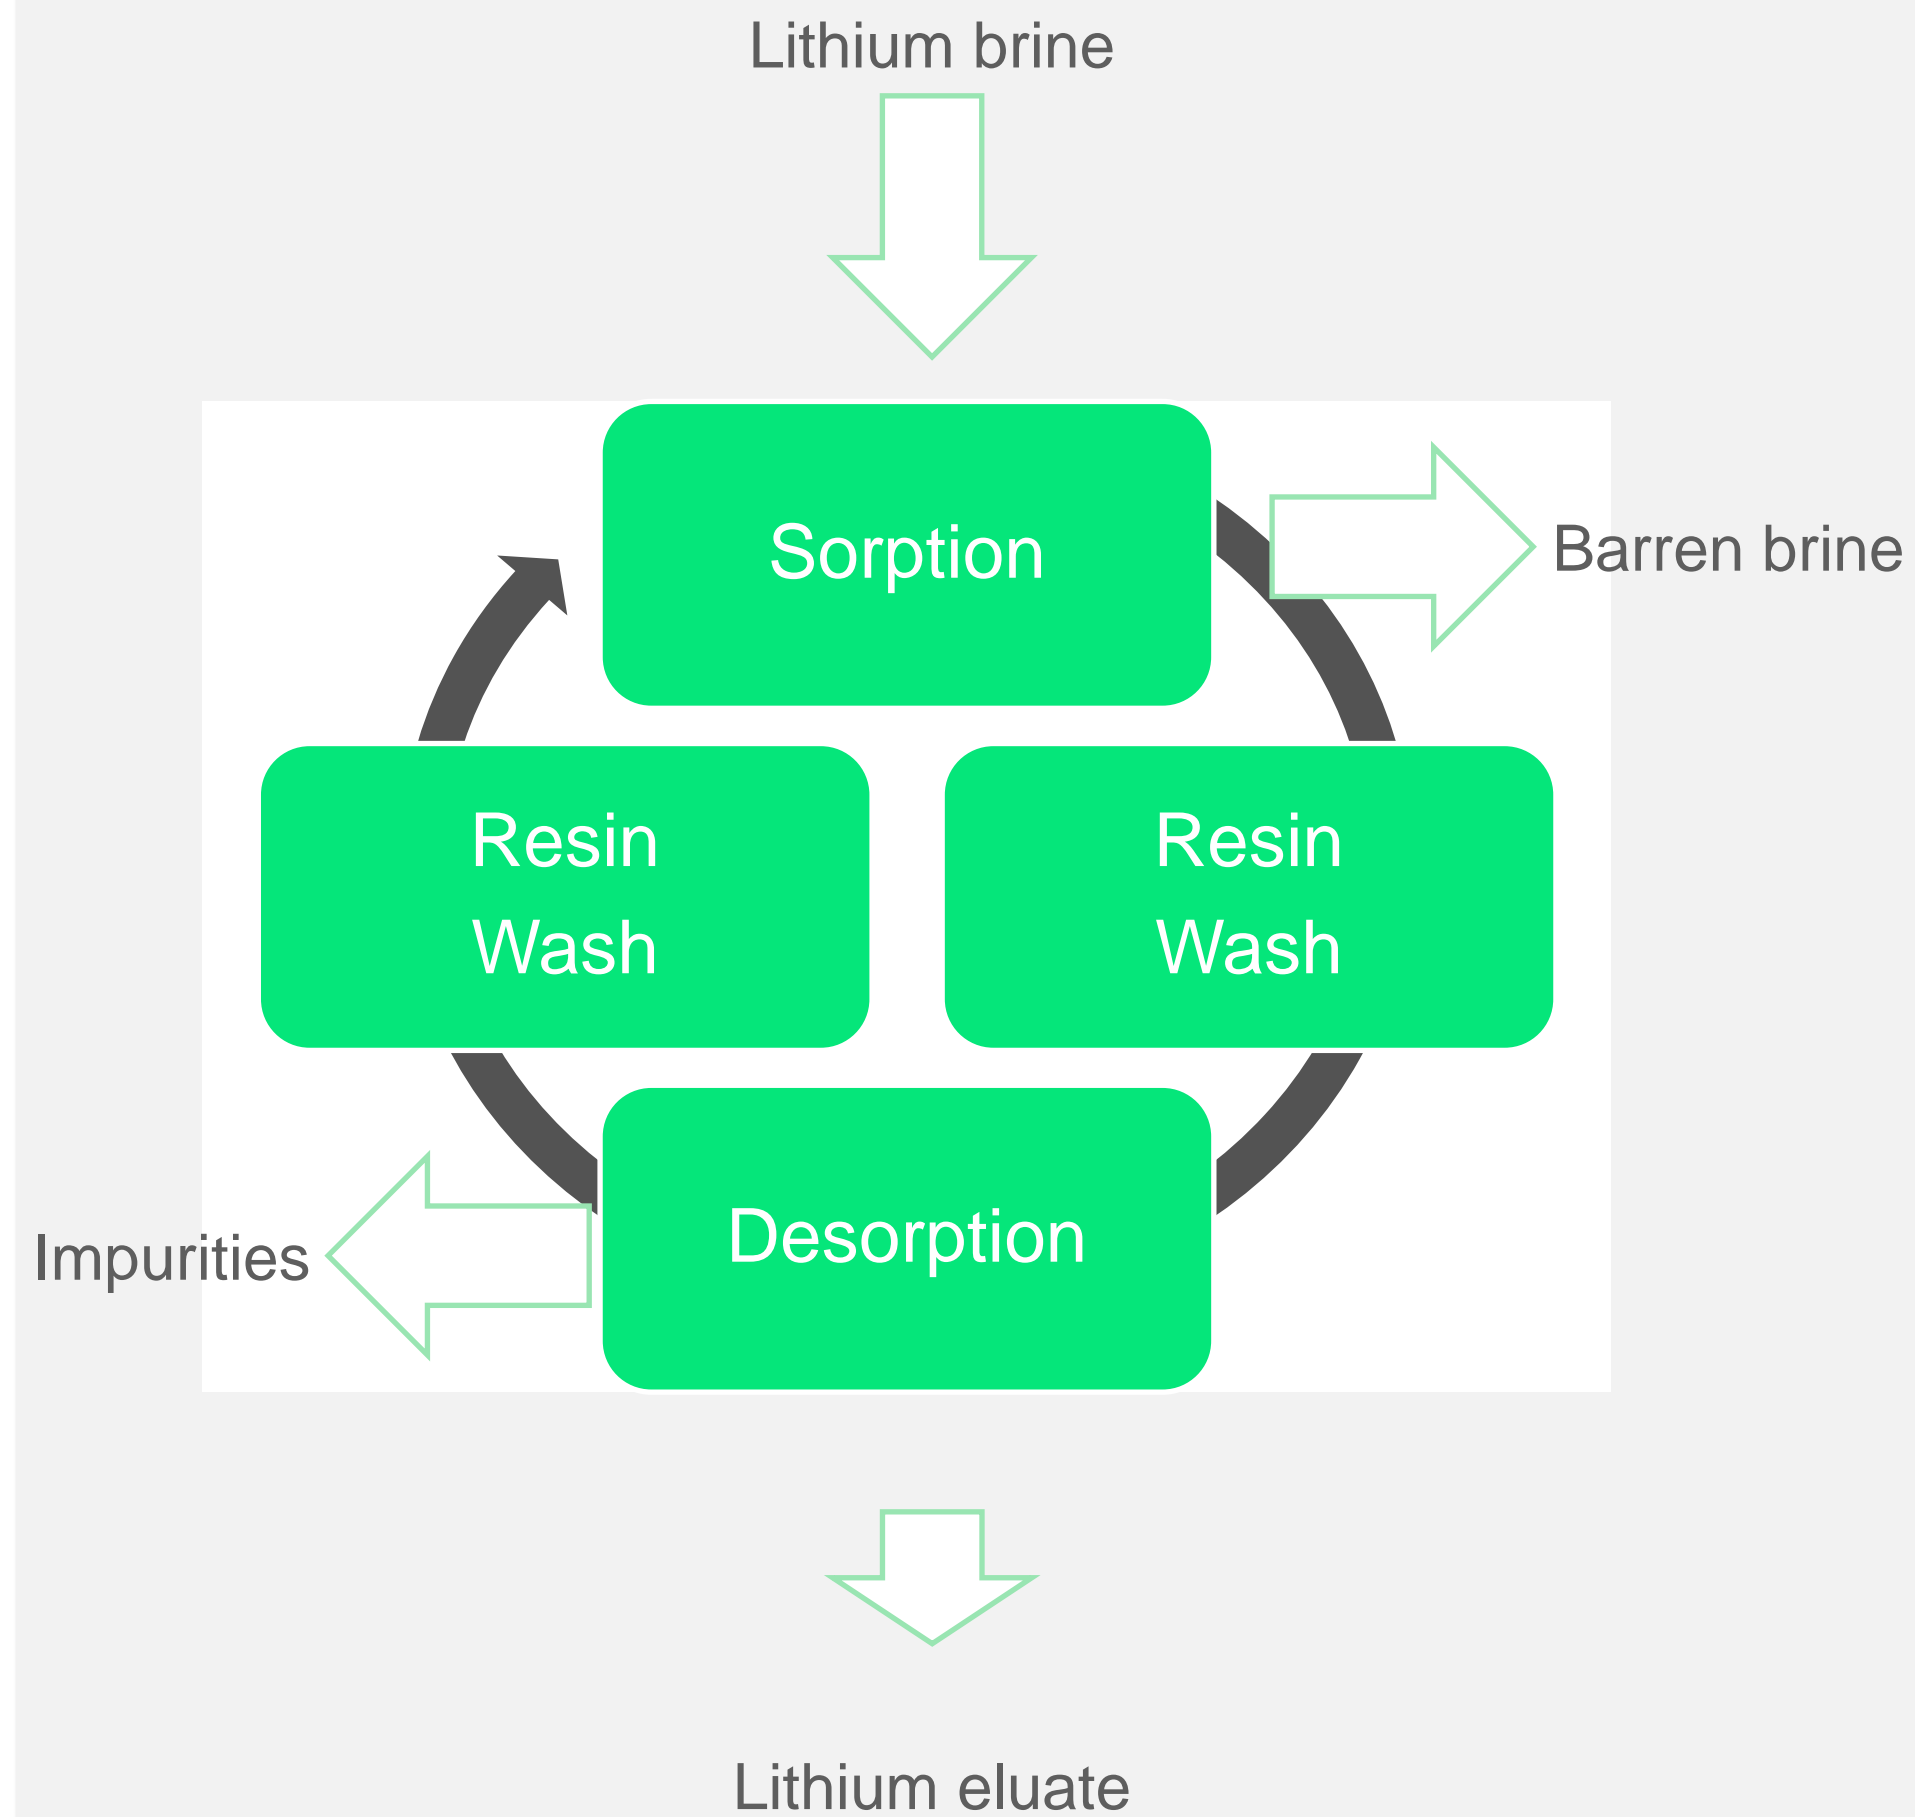 Lithium brine
Sorption
Barren brine
Resin
Wash
Resin
Wash
Desorption
Impurities
Lithium eluate